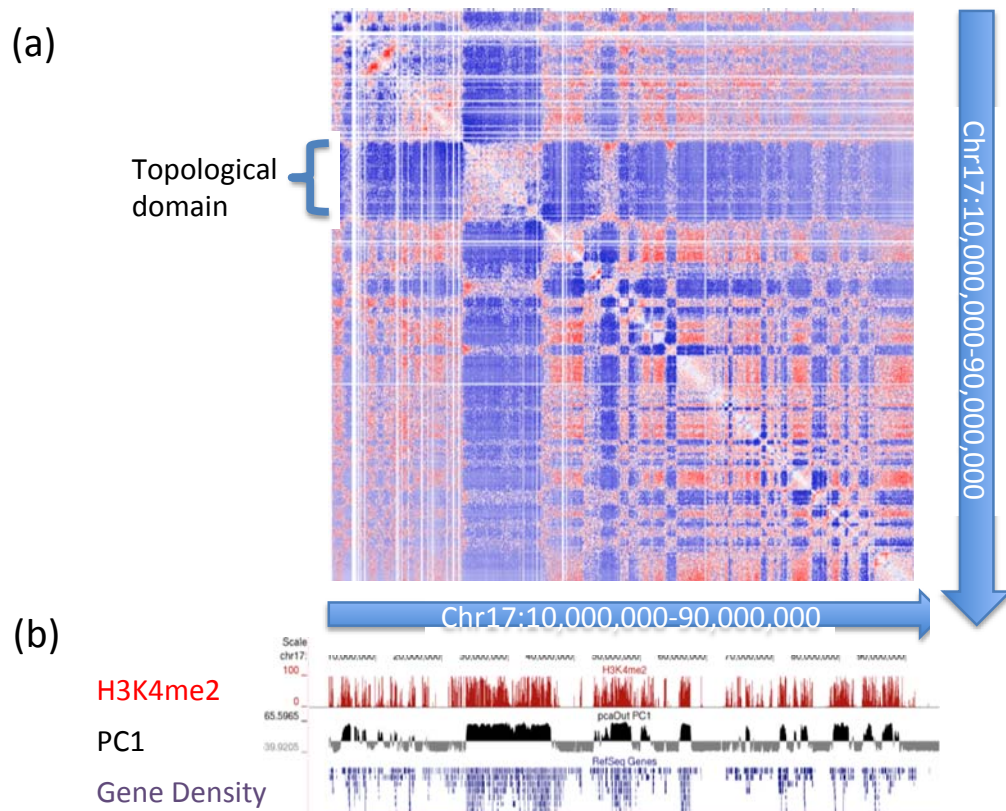 (a)
Topological
domain
Chr17:10,000,000-90,000,000
Chr17:10,000,000-90,000,000
(b)
Scale
chr17:
10,000,000| 20,000,000| 30,000,000| 40,000,000| 50,000,000| 60,000,000| 70,000,000| 80,000,000| 90,000,000|
H3K4me2
100 _
H3K4me2
0 _
65.5965 _
pcaOut PC1
PC1
-39.9205 _
RefSeq Genes
Gene Density